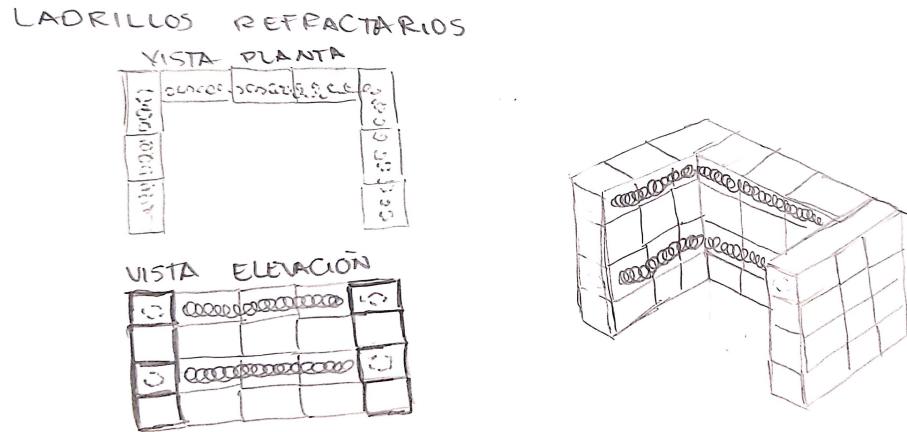 LADRILLOS REFRACTARIOS
VISTA PLANTA
VISTA ELEVACIÓN